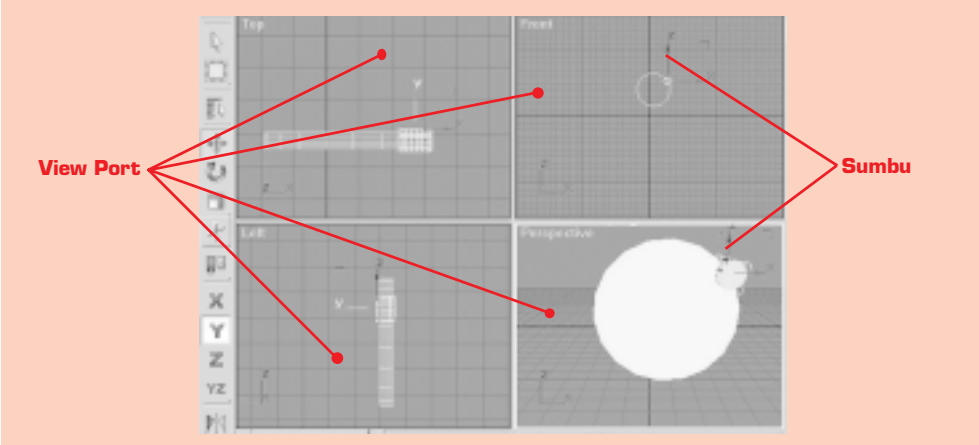 Top
Front
View Port
Sumbu
Y
Z
Left
Perspective
Z
Y
X
Y
Z
YZ
Z
Z